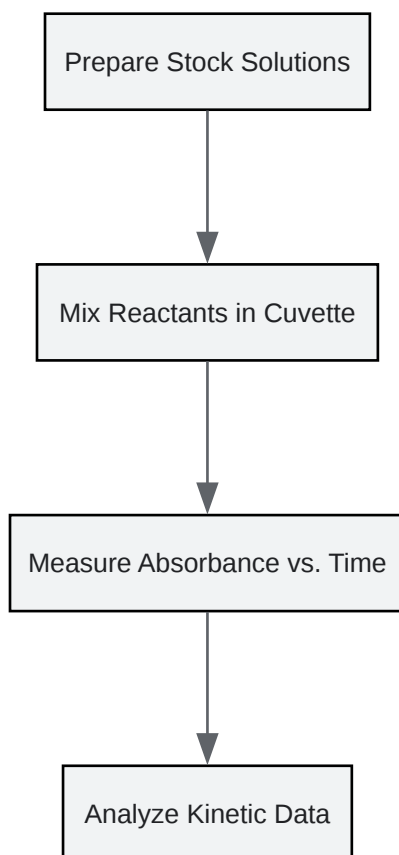 Prepare Stock Solutions
Mix Reactants in Cuvette
Measure Absorbance vs. Time
Analyze Kinetic Data